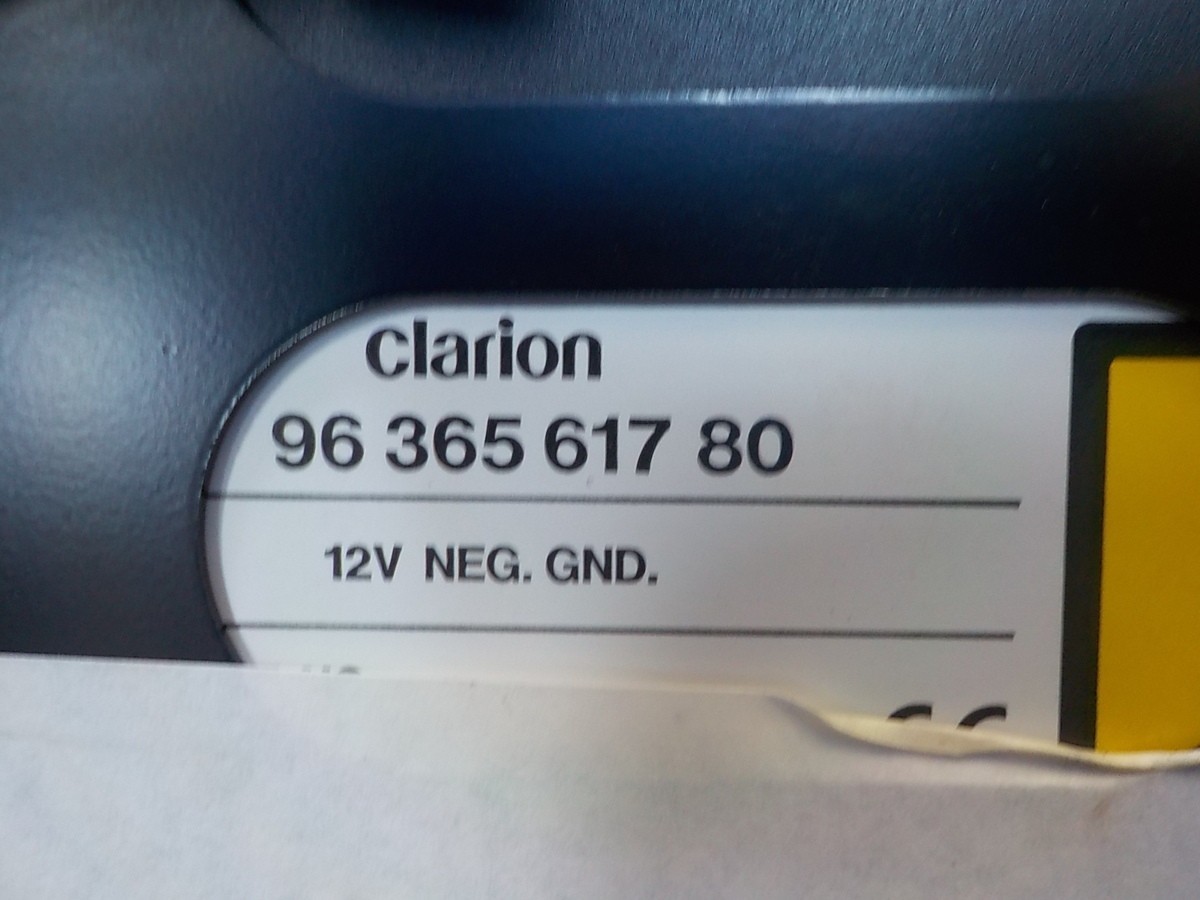 clarion
96 365 617 80
12V NEG. GND.